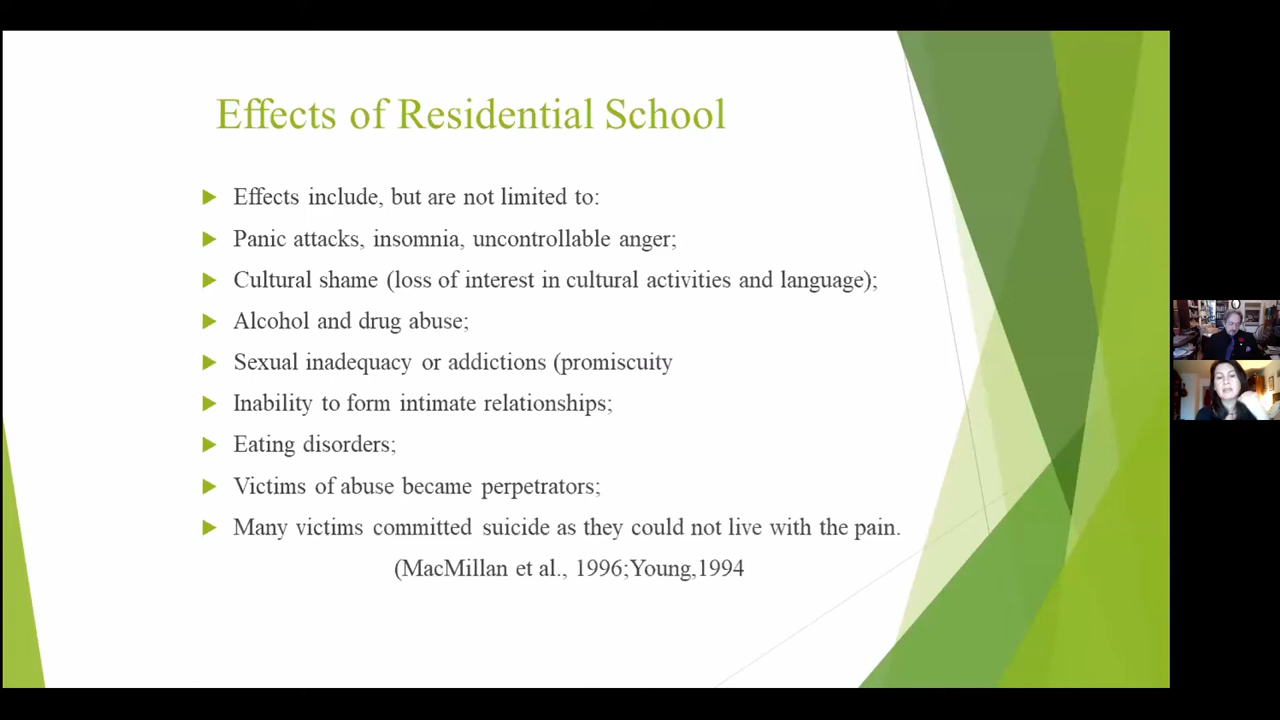 Effects of Residential School
Effects include, but are not limited to:
Panic attacks, insomnia, uncontrollable anger;
Cultural shame (loss of interest in cultural activities and language);
Alcohol and drug abuse;
Sexual inadequacy or addictions (promiscuity
Inability to form intimate relationships;
Eating disorders;
Victims of abuse became perpetrators;
Many victims committed suicide as they could not live with the pain.
(MacMillan et al., 1996;Young,1994